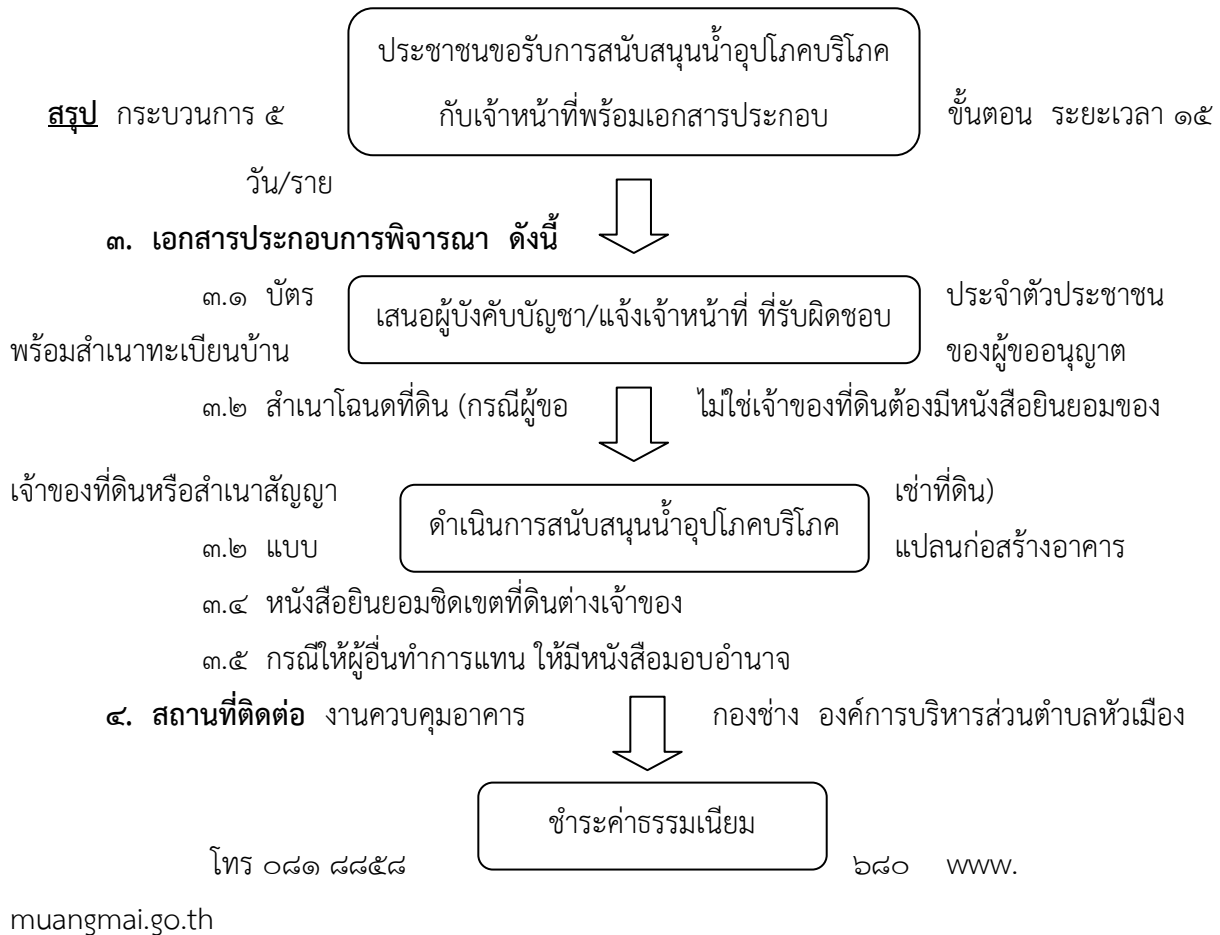 ประชาชนขอรับการสนับสนุนน้ำอุปโภคบริโภค
สรุป กระบวนการ ๕ กับเจ้าหน้าที่พร้อมเอกสารประกอบ ขั้นตอน ระยะเวลา ๑๕
วัน/ราย
๓. เอกสารประกอบการพิจารณา ดังนี้
๓.๑ บัตร เสนอผู้บังคับบัญชา/แจ้งเจ้าหน้าที่ ที่รับผิดชอบ ประจำตัวประชาชน
พร้อมสำเนาทะเบียนบ้าน ของผู้ขออนุญาต
๓.๒ สำเนาโฉนดที่ดิน (กรณีผู้ขอ ไม่ใช่เจ้าของที่ดินต้องมีหนังสือยินยอมของ
เจ้าของที่ดินหรือสำเนาสัญญา เช่าที่ดิน)
ดำเนินการสนับสนุนน้ำอุปโภคบริโภค
๓.๒ แบบ แปลนก่อสร้างอาคาร
๓.๔ หนังสือยินยอมชิดเขตที่ดินต่างเจ้าของ
๓.๕ กรณีให้ผู้อื่นทำการแทน ให้มีหนังสือมอบอำนาจ
๔. สถานที่ติดต่อ งานควบคุมอาคาร กองช่าง องค์การบริหารส่วนตำบลหัวเมือง
ชำระค่าธรรมเนียม
โทร ๐๘๑ ๘๘๕๘ ๖๘๐ www.
muangmai.go.th